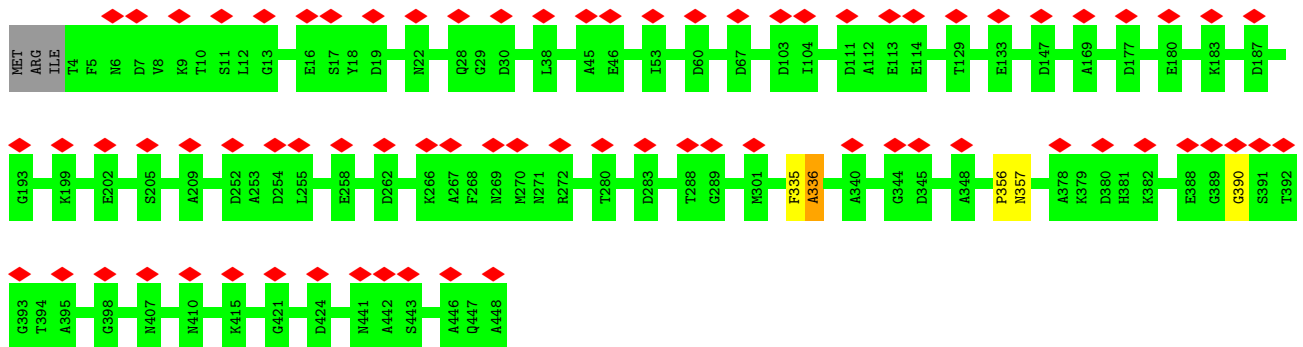 MET ARG ILE T4 F5 N6 D7 V8 K9 T10 S11 L12 G13 E16 S17 Y18 D19 N22 Q28 G29 D30 L38 A45 E46 I53 D60 D67 D103 I104 D111 A112 E113 E114 T129 E133 D147 A169 D177 E180 K183 D187
G193 K199 E202 S205 A209 D252 A253 D254 L255 E258 D262 K266 A267 F268 N269 M270 N271 R272 T280 D283 T288 G289 M301 F335 A336 A340 G344 D345 A348 P356 N357 A378 K379 D380 H381 K382 E388 G389 G390 S391 T392
G393 T394 A395 G398 N407 N410 K415 G421 D424 N441 A442 S443 A446 Q447 A448